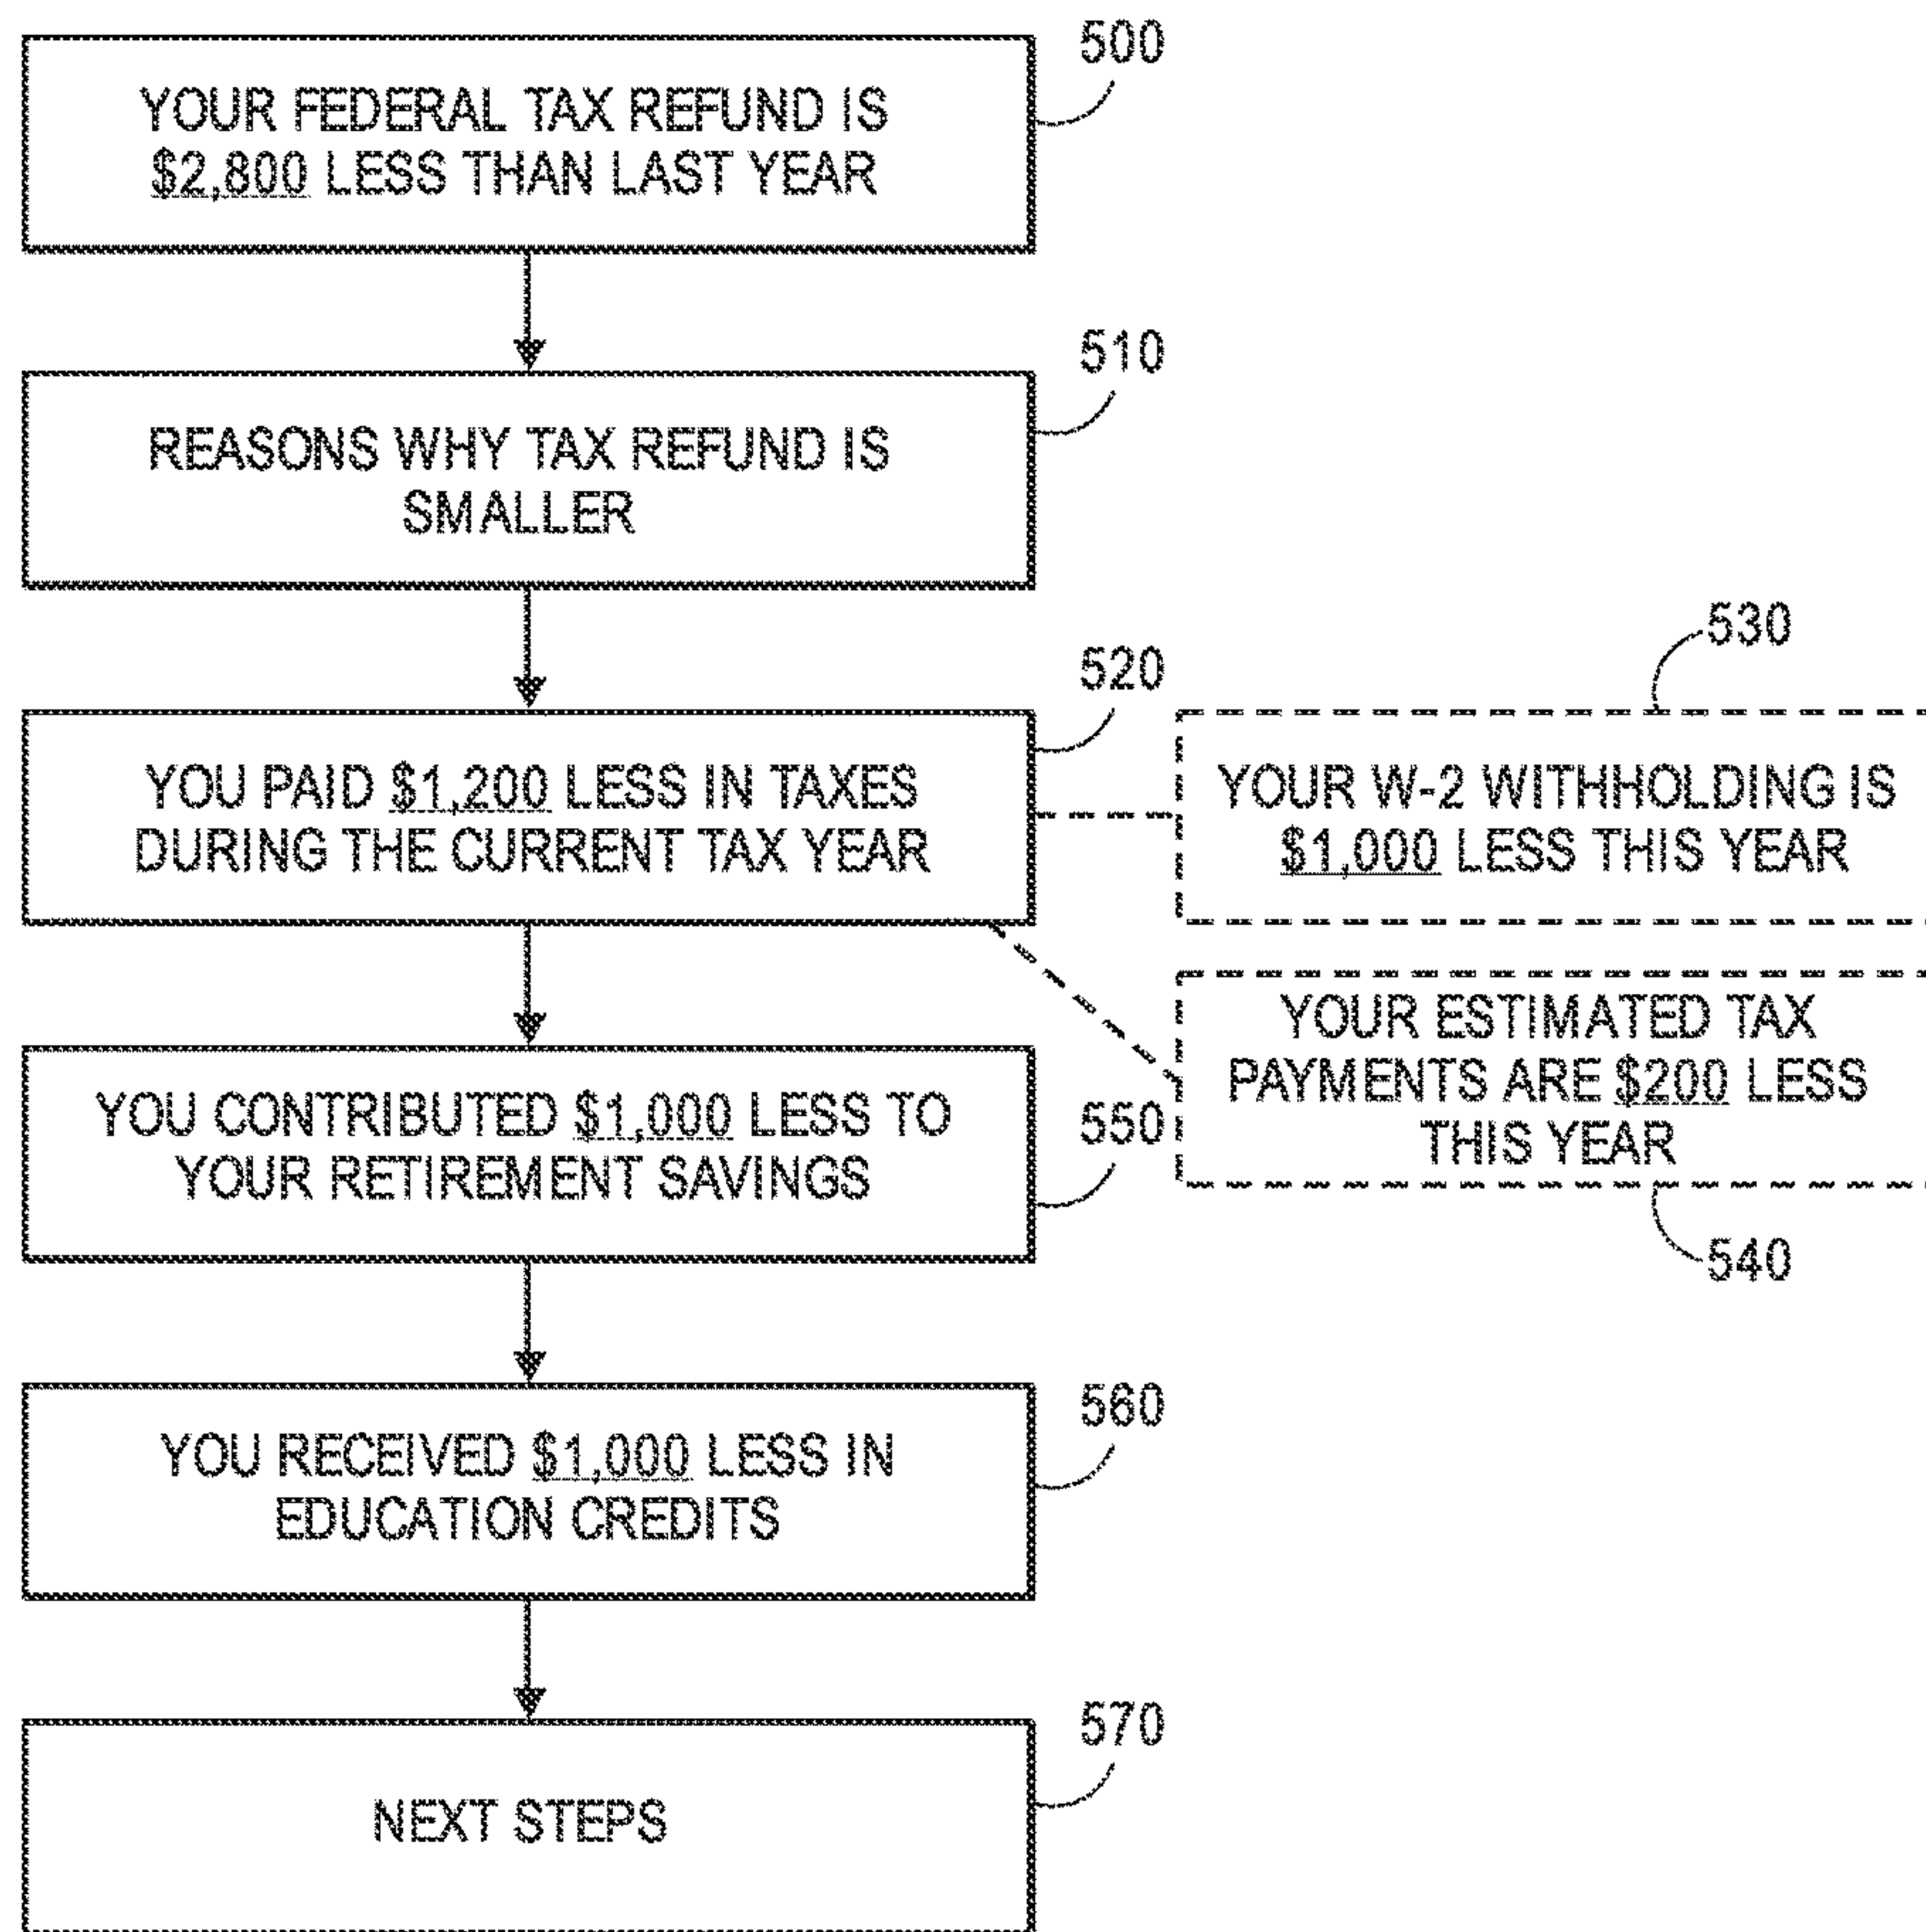 500
YOUR FEDERAL TAX REFUND IS
$2,800 LESS THAN LAST YEAR
510
REASONS WHY TAX REFUND IS
SMALLER
520
YOU PAID $1,200 LESS IN TAXES
DURING THE CURRENT TAX YEAR
530
YOUR W-2 WITHHOLDING IS
$1,000 LESS THIS YEAR
YOUR ESTIMATED TAX
PAYMENTS ARE $200 LESS
THIS YEAR
540
YOU CONTRIBUTED $1,000 LESS TO
YOUR RETIREMENT SAVINGS
550
560
YOU RECEIVED $1,000 LESS IN
EDUCATION CREDITS
570
NEXT STEPS